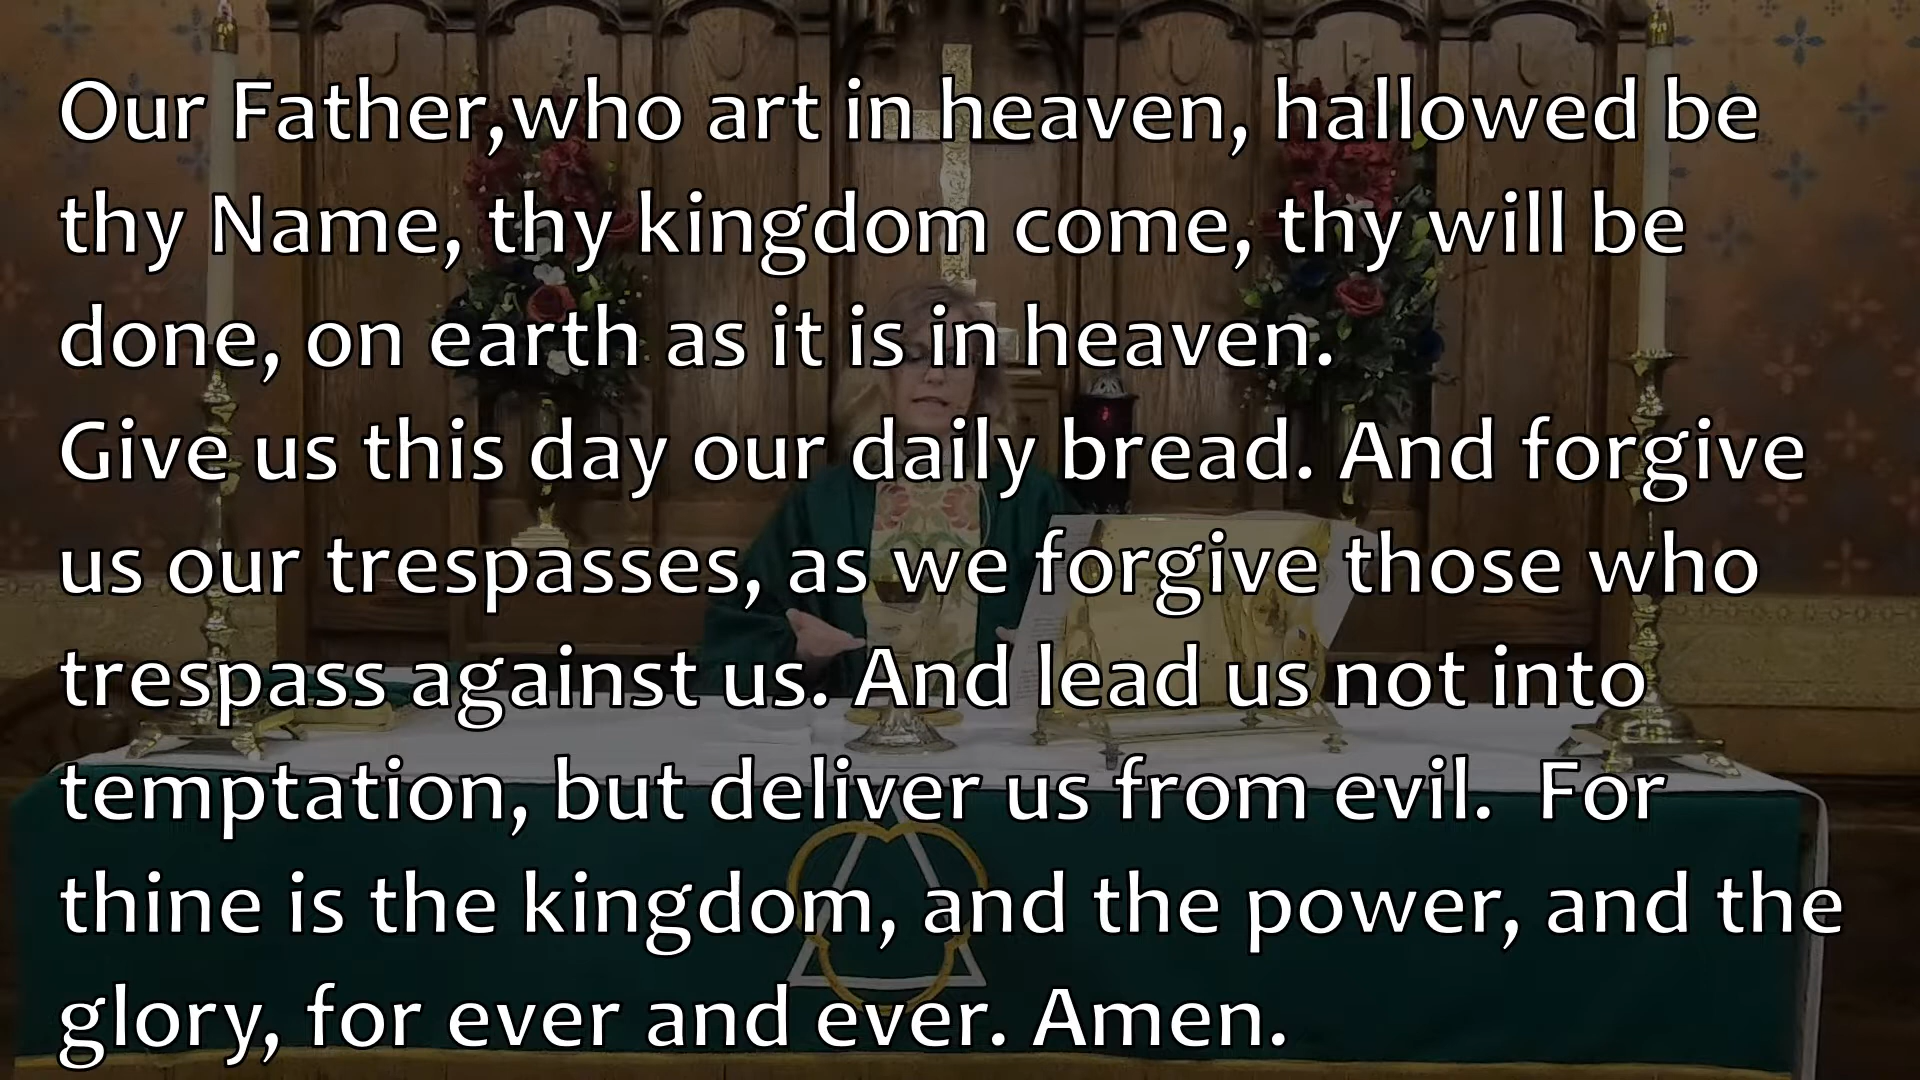 Our Father,who art in heaven, hallowed be
thy Name, thy kingdom come, thy will be
done, on earth as it is in heaven.
Give us this day our daily bread. And forgive
us our trespasses, as we forgive those who
trespass against us. And lead us not into
temptation, but deliver us from evil.  For
thine is the kingdom, and the power, and the
glory, for ever and ever. Amen.